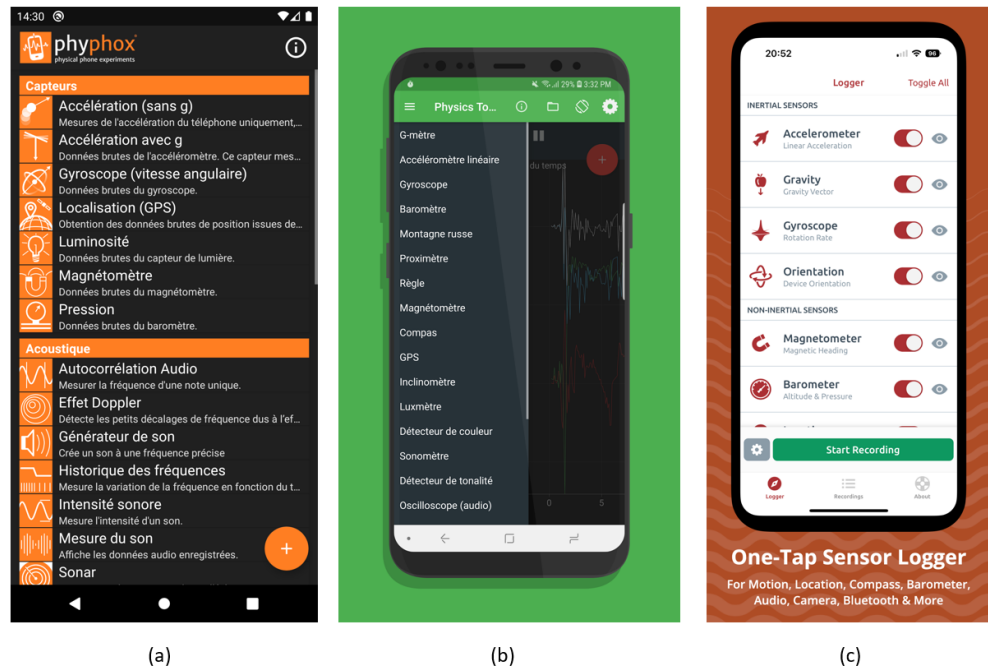 14:30
phyphox
physical phone experiments
Capteurs
Accélération (sans g)
Mesures de l'accélération du téléphone uniquement,...
Accélération avec g
Données brutes de l'accéléromètre. Ce capteur mes...
Gyroscope (vitesse angulaire)
Données brutes du gyroscope.
Localisation (GPS)
Obtention des données brutes de position issues de...
Luminosité
Données brutes du capteur de lumière.
Magnétomètre
Données brutes du magnétomètre.
Pression
Données brutes du baromètre.
Acoustique
Autocorrélation Audio
Mesurer la fréquence d'une note unique.
Effet Doppler
Détecte les petits décalages de fréquence dus à l'ef...
Générateur de son
Crée un son à une fréquence précise
Historique des fréquences
Mesure la variation de la fréquence en fonction du t...
Intensité sonore
Mesure l'intensité d'un son.
Mesure du son
Affiche les données audio enregistrées.
Sonar
+
(a)
29% 3:32 PM
Physics To...
G-mètre
Accéléromètre linéaire
Gyroscope
Baromètre
Montagne russe
Proximètre
Règle
Magnétomètre
Compas
GPS
Inclinomètre
Luxmètre
Détecteur de couleur
Sonomètre
Détecteur de tonalité
Oscilloscope (audio)
du temps
+
0 5
(b)
20:52 96
Logger Toggle All
INERTIAL SENSORS
Accelerometer
Linear Acceleration
Gravity
Gravity Vector
Gyroscope
Rotation Rate
Orientation
Device Orientation
NON-INERTIAL SENSORS
Magnetometer
Magnetic Heading
Barometer
Altitude & Pressure
Start Recording
Logger Recordings About
One-Tap Sensor Logger
For Motion, Location, Compass, Barometer,
Audio, Camera, Bluetooth & More
(c)